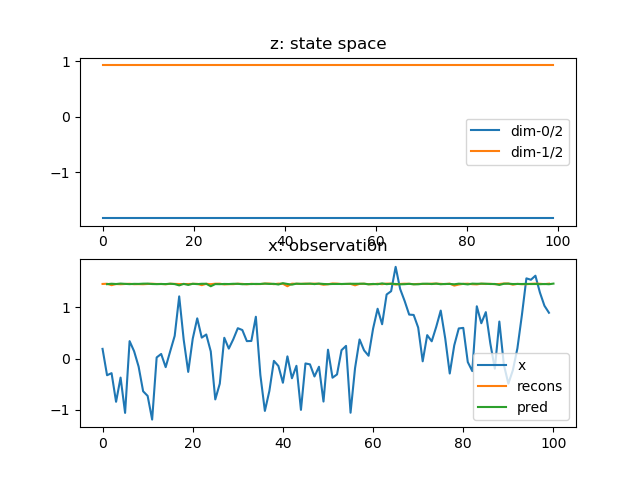 z: state space
1
0
−1
dim-0/2
dim-1/2
0 20 40 60 80 100
x: observation
1
0
−1
x
recons
pred
0 20 40 60 80 100